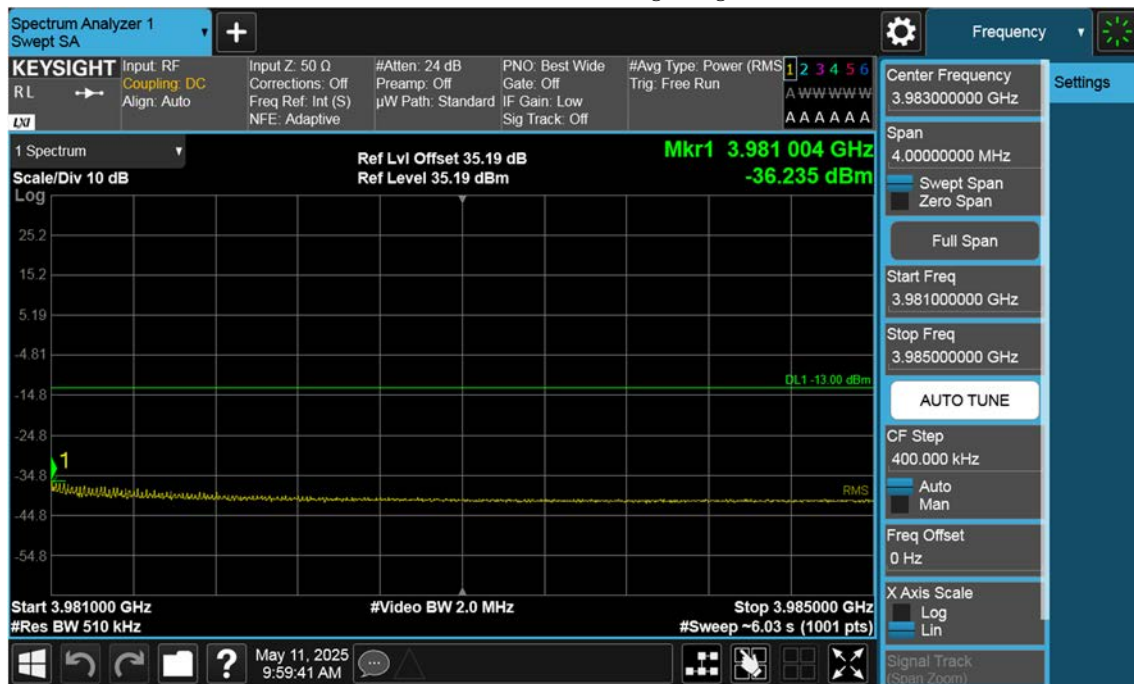 Spectrum Analyzer 1
Swept SA
+
Frequency
KEYSIGHT
RL
LXI
Input: RF
Coupling: DC
Align: Auto
Input Z: 50 Ω
Corrections: Off
Freq Ref: Int (S)
NFE: Adaptive
#Atten: 24 dB
Preamp: Off
µW Path: Standard
PNO: Best Wide
Gate: Off
IF Gain: Low
Sig Track: Off
#Avg Type: Power (RMS
Trig: Free Run
1 2 3 4 5 6
A W W W W W
A A A A A A
1 Spectrum
Scale/Div 10 dB
Log
Ref Lvl Offset 35.19 dB
Ref Level 35.19 dBm
Mkr1 3.981 004 GHz
-36.235 dBm
25.2
15.2
5.19
-4.81
DL1 -13.00 dBm
-14.8
-24.8
1
-34.8
RMS
-44.8
-54.8
Start 3.981000 GHz
#Res BW 510 kHz
#Video BW 2.0 MHz
Stop 3.985000 GHz
#Sweep ~6.03 s (1001 pts)
Center Frequency
3.983000000 GHz
Settings
Span
4.00000000 MHz
Swept Span
Zero Span
Full Span
Start Freq
3.981000000 GHz
Stop Freq
3.985000000 GHz
AUTO TUNE
CF Step
400.000 kHz
Auto
Man
Freq Offset
0 Hz
X Axis Scale
Log
Lin
Signal Track
(Span Zoom)
?
May 11, 2025
9:59:41 AM